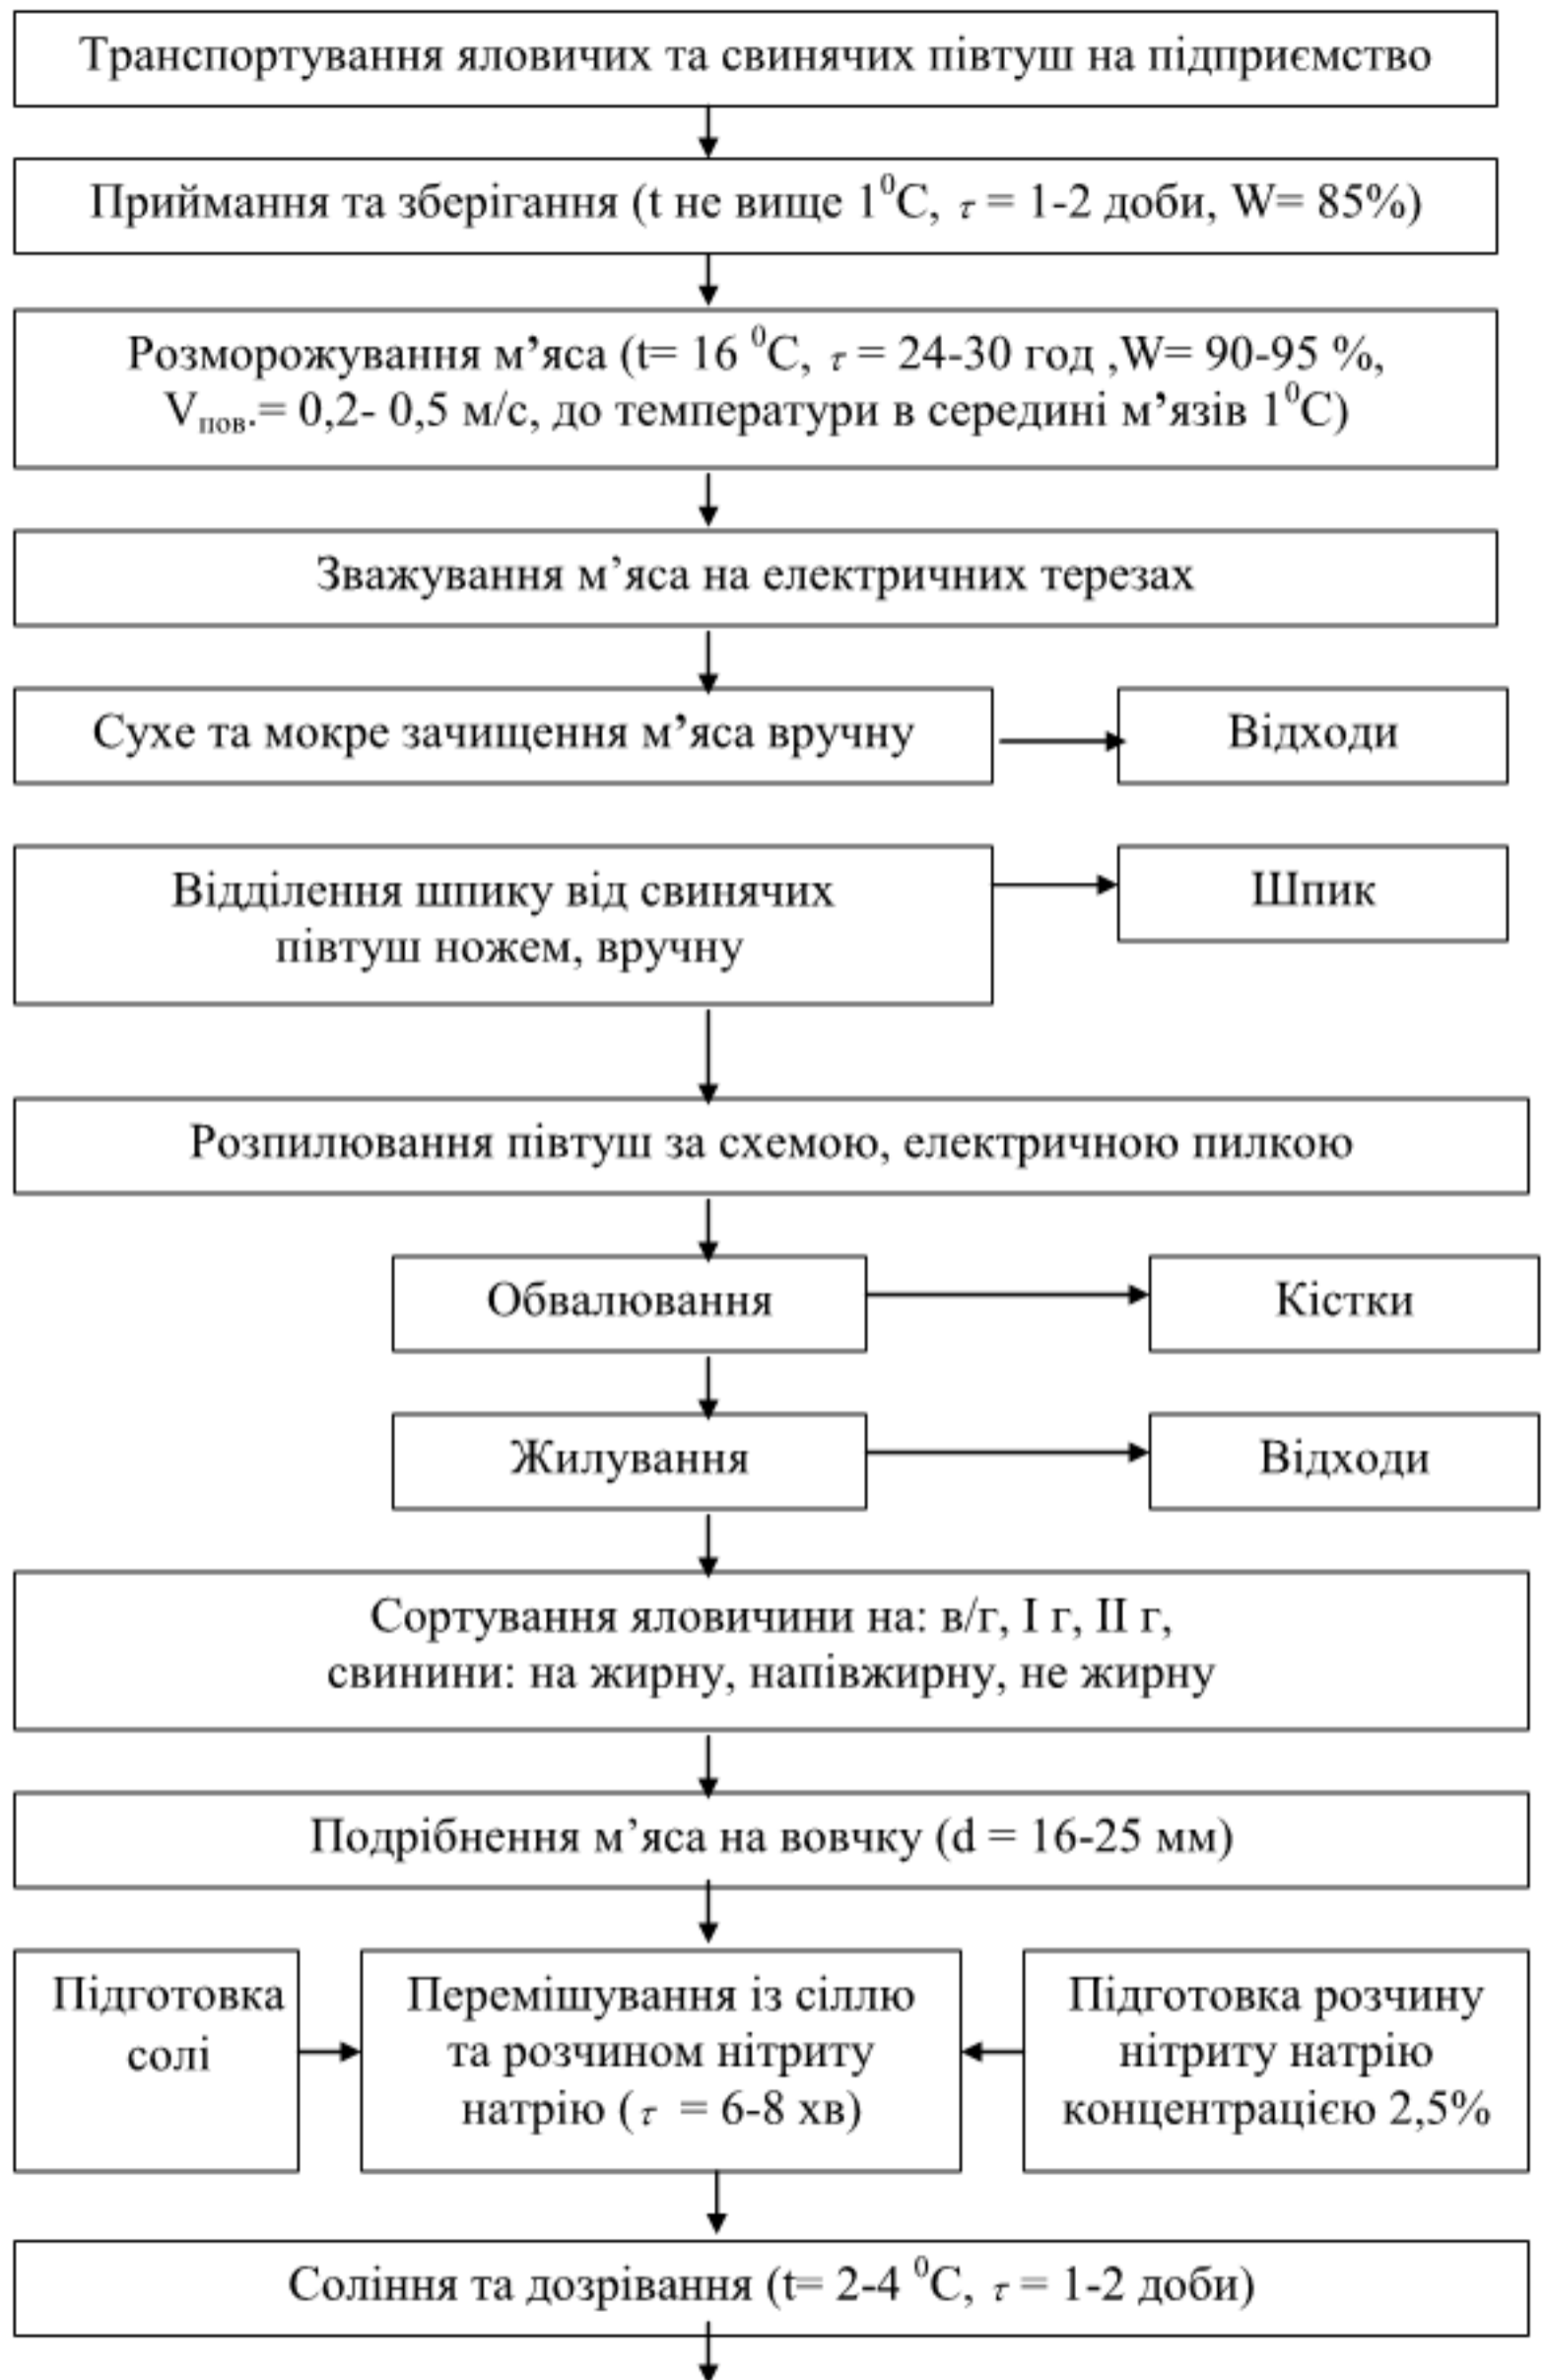 Транспортування яловичих та свинячих півтуш на підприємство
Приймання та зберігання (t не вище 1⁰С, τ = 1-2 доби, W= 85%)
Розморожування м’яса (t= 16 ⁰С, τ = 24-30 год ,W= 90-95 %,
Vпов.= 0,2- 0,5 м/с, до температури в середині м’язів 1⁰С)
Зважування м’яса на електричних терезах
Сухе та мокре зачищення м’яса вручну
Відходи
Відділення шпику від свинячих
півтуш ножем, вручну
Шпик
Розпилювання півтуш за схемою, електричною пилкою
Обвалювання
Кістки
Жилування
Відходи
Сортування яловичини на: в/г, І г, ІІ г,
свинини: на жирну, напівжирну, не жирну
Подрібнення м’яса на вовчку (d = 16-25 мм)
Підготовка
солі
Перемішування із сіллю
та розчином нітриту
натрію (τ = 6-8 хв)
Підготовка розчину
нітриту натрію
концентрацією 2,5%
Соління та дозрівання (t= 2-4 ⁰С, τ = 1-2 доби)